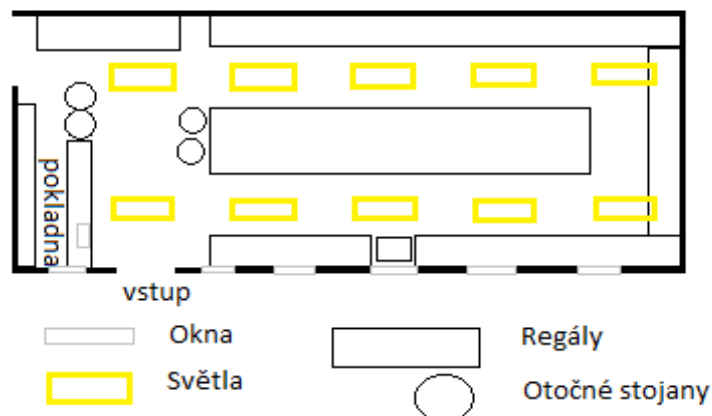 pokladna
vstup
Okna
Regály
Světla
Otočné stojany